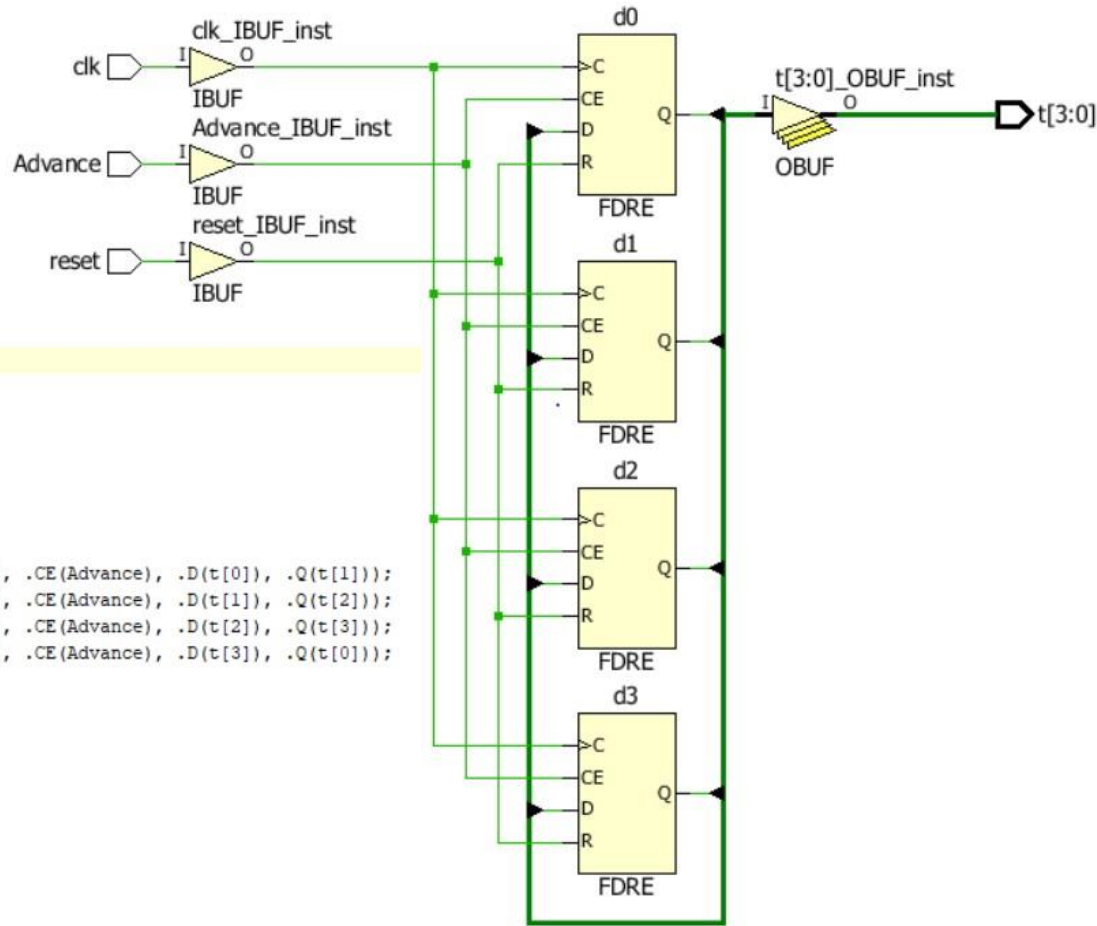 d0
clk_IBUF_inst
clk
I
O
IBUF
C
CE
D
R
Q
FDRE
t[3:0]_OBUF_inst
I
O
OBUF
t[3:0]
Advance_IBUF_inst
Advance
I
O
IBUF
reset_IBUF_inst
reset
I
O
IBUF
d1
C
CE
D
R
Q
FDRE
d2
C
CE
D
R
Q
FDRE
, .CE(Advance), .D(t[0]), .Q(t[1]));
, .CE(Advance), .D(t[1]), .Q(t[2]));
, .CE(Advance), .D(t[2]), .Q(t[3]));
, .CE(Advance), .D(t[3]), .Q(t[0]));
d3
C
CE
D
R
Q
FDRE